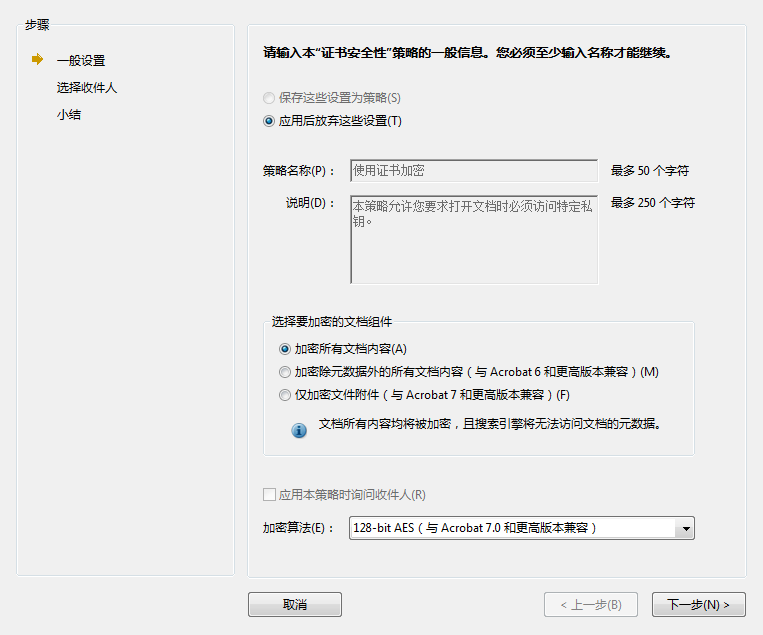 步骤
一般设置
选择收件人
小结
请输入本“证书安全性”策略的一般信息。您必须至少输入名称才能继续。
保存这些设置为策略(S)
应用后放弃这些设置(T)
策略名称(P)： 使用证书加密 最多 50 个字符
说明(D)： 本策略允许您要求打开文档时必须访问特定私 最多 250 个字符
钥。
选择要加密的文档组件
加密所有文档内容(A)
加密除元数据外的所有文档内容（与 Acrobat 6 和更高版本兼容）(M)
仅加密文件附件（与 Acrobat 7 和更高版本兼容）(F)
文档所有内容均将被加密，且搜索引擎将无法访问文档的元数据。
应用本策略时询问收件人(R)
加密算法(E)： 128-bit AES（与 Acrobat 7.0 和更高版本兼容）
取消 < 上一步(B) 下一步(N) >